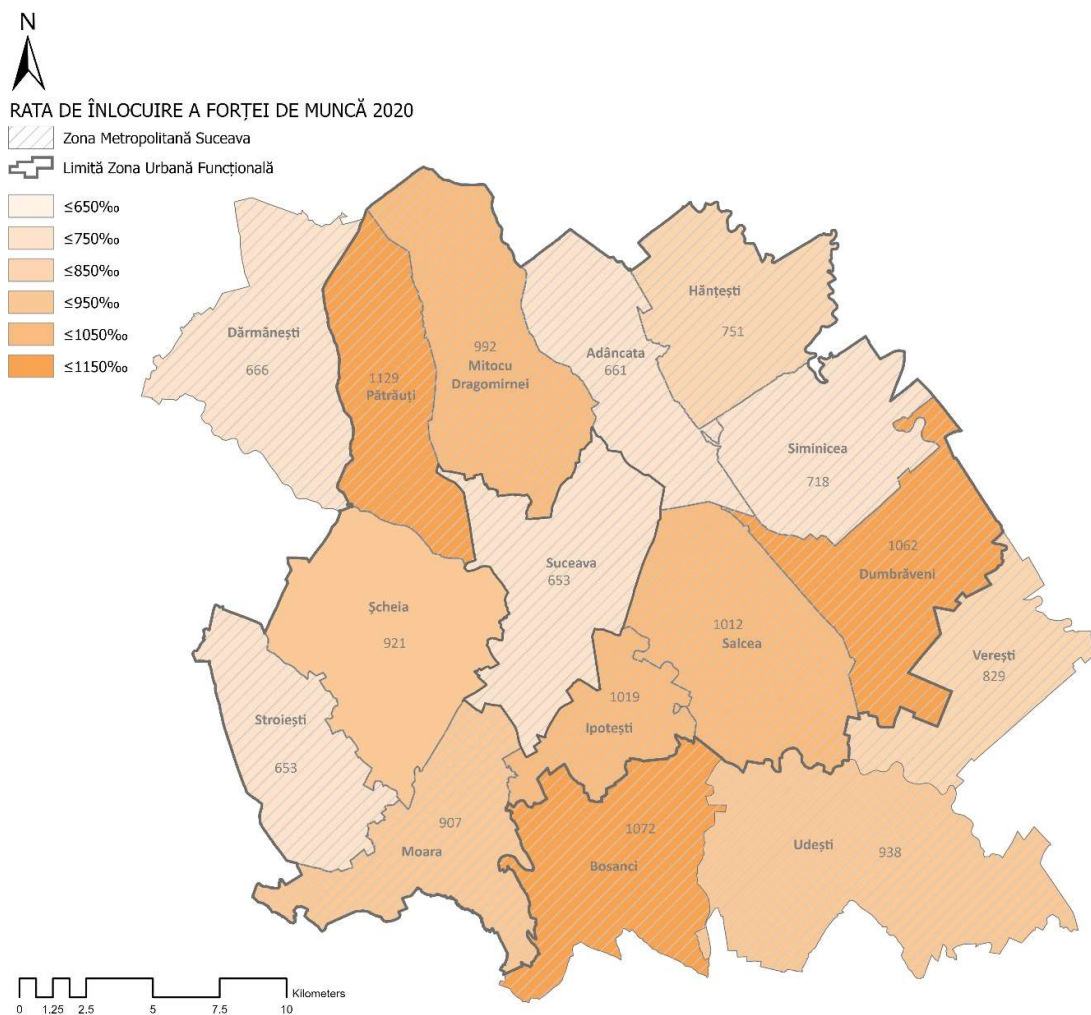 N
RATA DE ÎNLOCUIRE A FORȚEI DE MUNCĂ 2020
Zona Metropolitană Suceava
Limită Zona Urbană Funcțională
≤650‰
≤750‰
≤850‰
≤950‰
≤1050‰
≤1150‰
Dărmănești
666
1129
Pătrăuți
992
Mitocu
Dragomirnei
Adâncata
661
Hănțești
751
Siminicea
718
1062
Dumbrăveni
Suceava
653
Șcheia
921
1012
Salcea
Verești
829
1019
Ipotești
Stroiești
653
907
Moara
1072
Bosanci
Udești
938
Kilometers
0 1.25 2.5 5 7.5 10